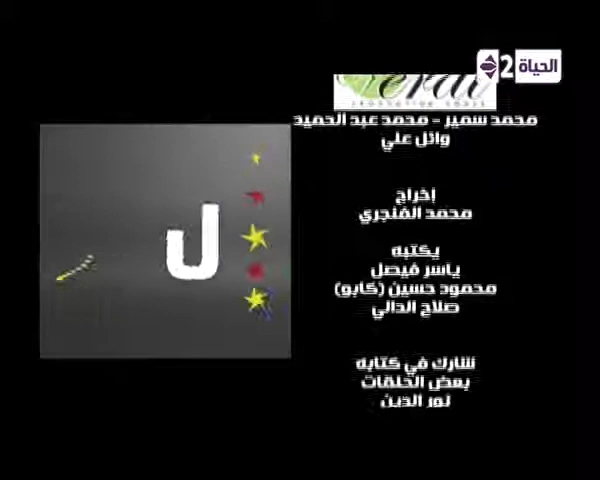 الحياة 2
محمد سمير - محمد عبد الحميد
وائل علي
إخراج
محمد الفنجري
يكتبه
ياسر فيصل
محمود حسين (كابو)
صلاح الدالي
شارك في كتابه
بعض الحلقات
نور الدين
ل